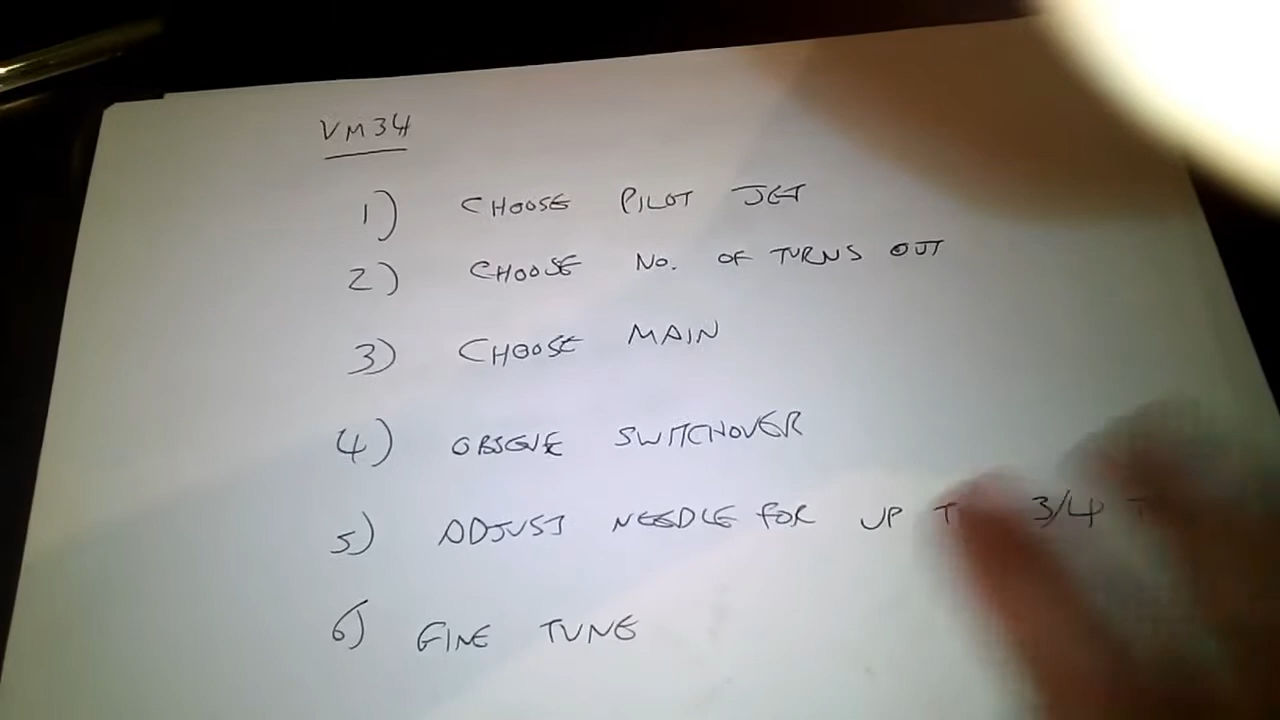 VM34
1) CHOOSE PILOT JET
2) CHOOSE No. OF TURNS OUT
3) CHOOSE MAIN
4) OBSERVE SWITCHOVER
5) ADJUST NEEDLE FOR UP 3/4
6) FINE TUNE